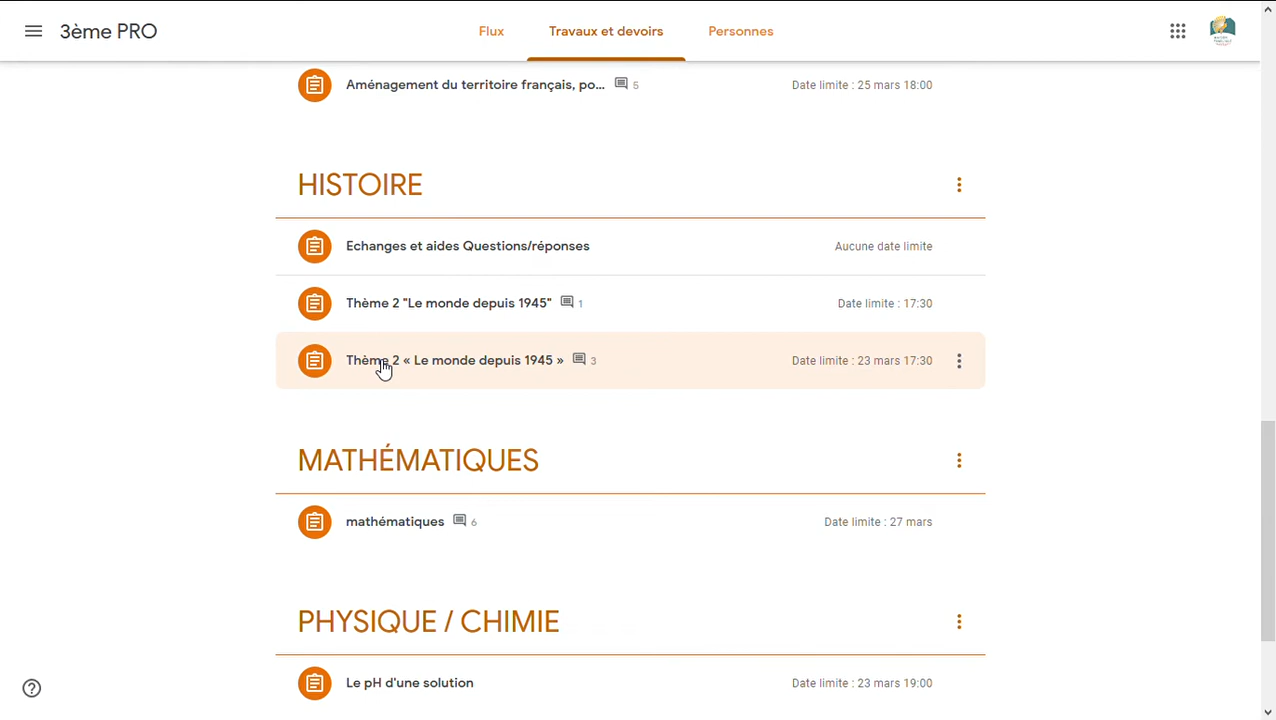 3ème PRO
Flux
Travaux et devoirs
Personnes
Aménagement du territoire français, po... 5 Date limite : 25 mars 18:00
HISTOIRE
Echanges et aides Questions/réponses Aucune date limite
Thème 2 "Le monde depuis 1945" 1 Date limite : 17:30
Thème 2 « Le monde depuis 1945 » 3 Date limite : 23 mars 17:30
MATHÉMATIQUES
mathématiques 6 Date limite : 27 mars
PHYSIQUE / CHIMIE
Le pH d'une solution Date limite : 23 mars 19:00